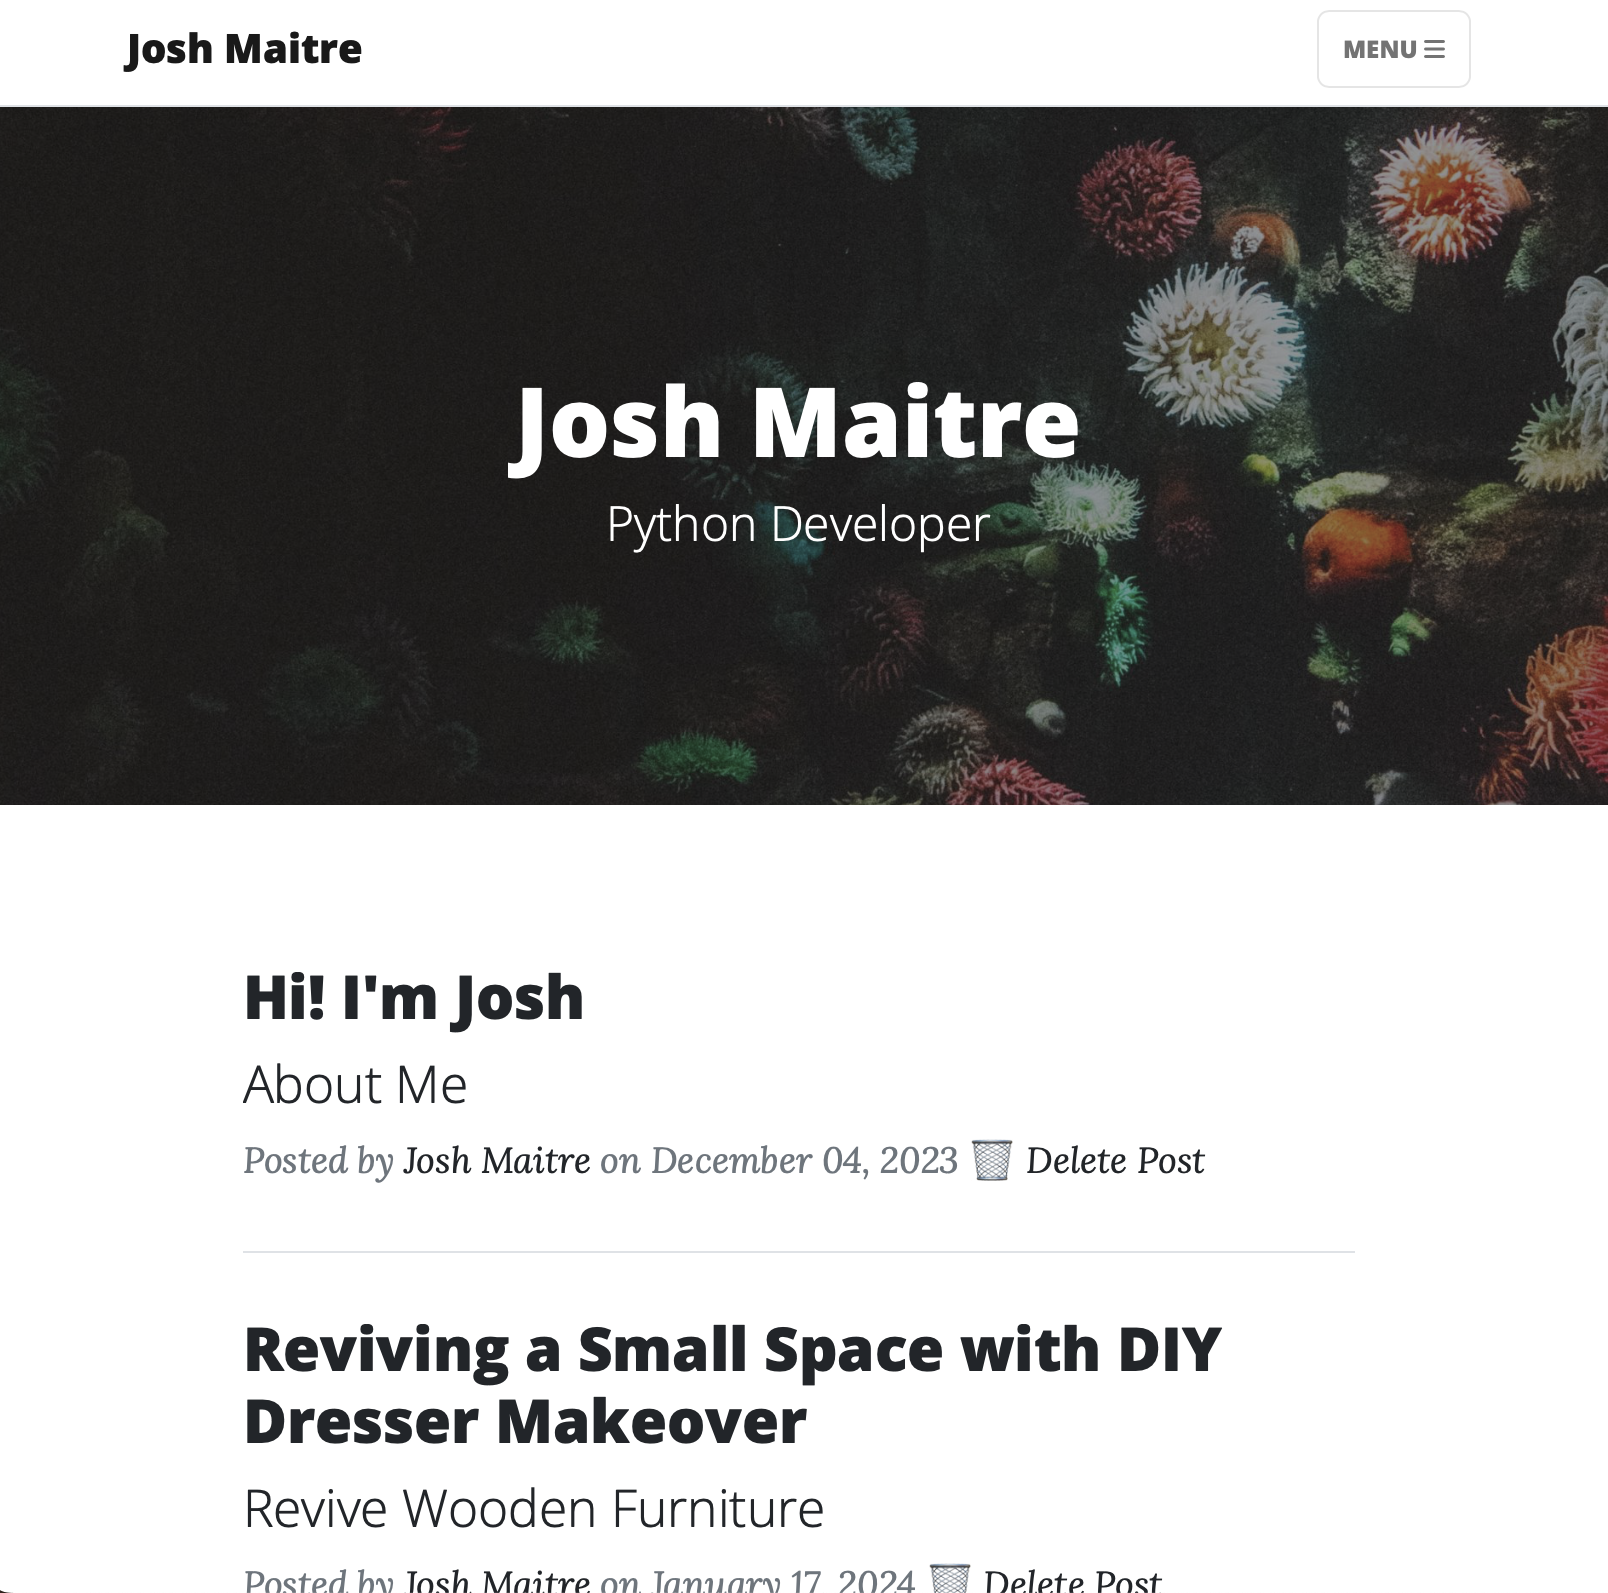 Josh Maitre
MENU
Josh Maitre
Python Developer
Hi! I'm Josh
About Me
Posted by Josh Maitre on December 04, 2023 Delete Post
Reviving a Small Space with DIY
Dresser Makeover
Revive Wooden Furniture
Posted by Josh Maitre on January 17, 2024 Delete Post